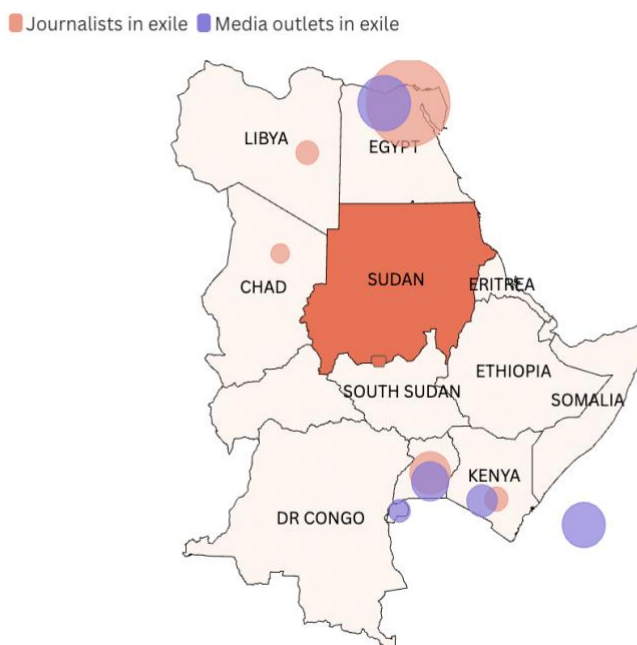 Journalists in exile Media outlets in exile
LIBYA
EGYPT
CHAD
SUDAN
ERITREA
ETHIOPIA
SOUTH SUDAN
SOMALIA
KENYA
DR CONGO